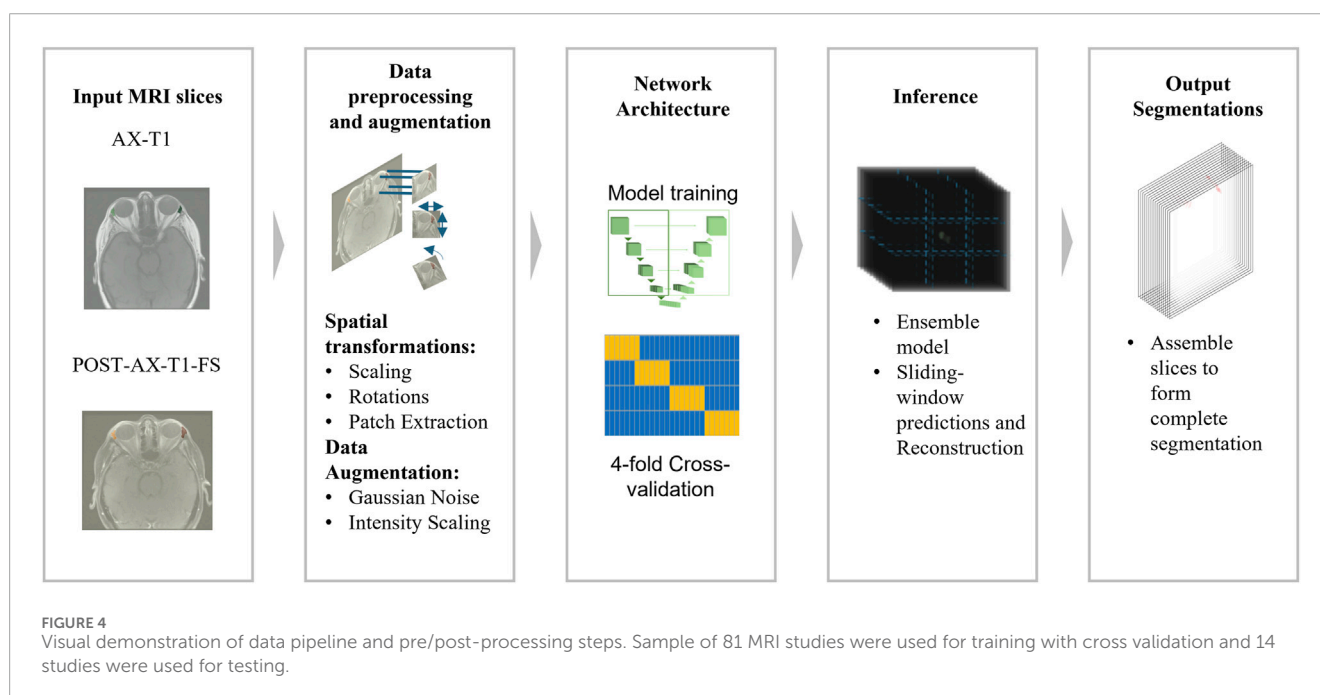 Input MRI slices
AX-T1
POST-AX-T1-FS
Data
preprocessing
and augmentation
Spatial
transformations:
• Scaling
• Rotations
• Patch Extraction
Data
Augmentation:
• Gaussian Noise
• Intensity Scaling
Network
Architecture
Model training
4-fold Cross-
validation
Inference
• Ensemble
model
• Sliding-
window
predictions and
Reconstruction
Output
Segmentations
• Assemble
slices to
form
complete
segmentation
FIGURE 4
Visual demonstration of data pipeline and pre/post-processing steps. Sample of 81 MRI studies were used for training with cross validation and 14
studies were used for testing.